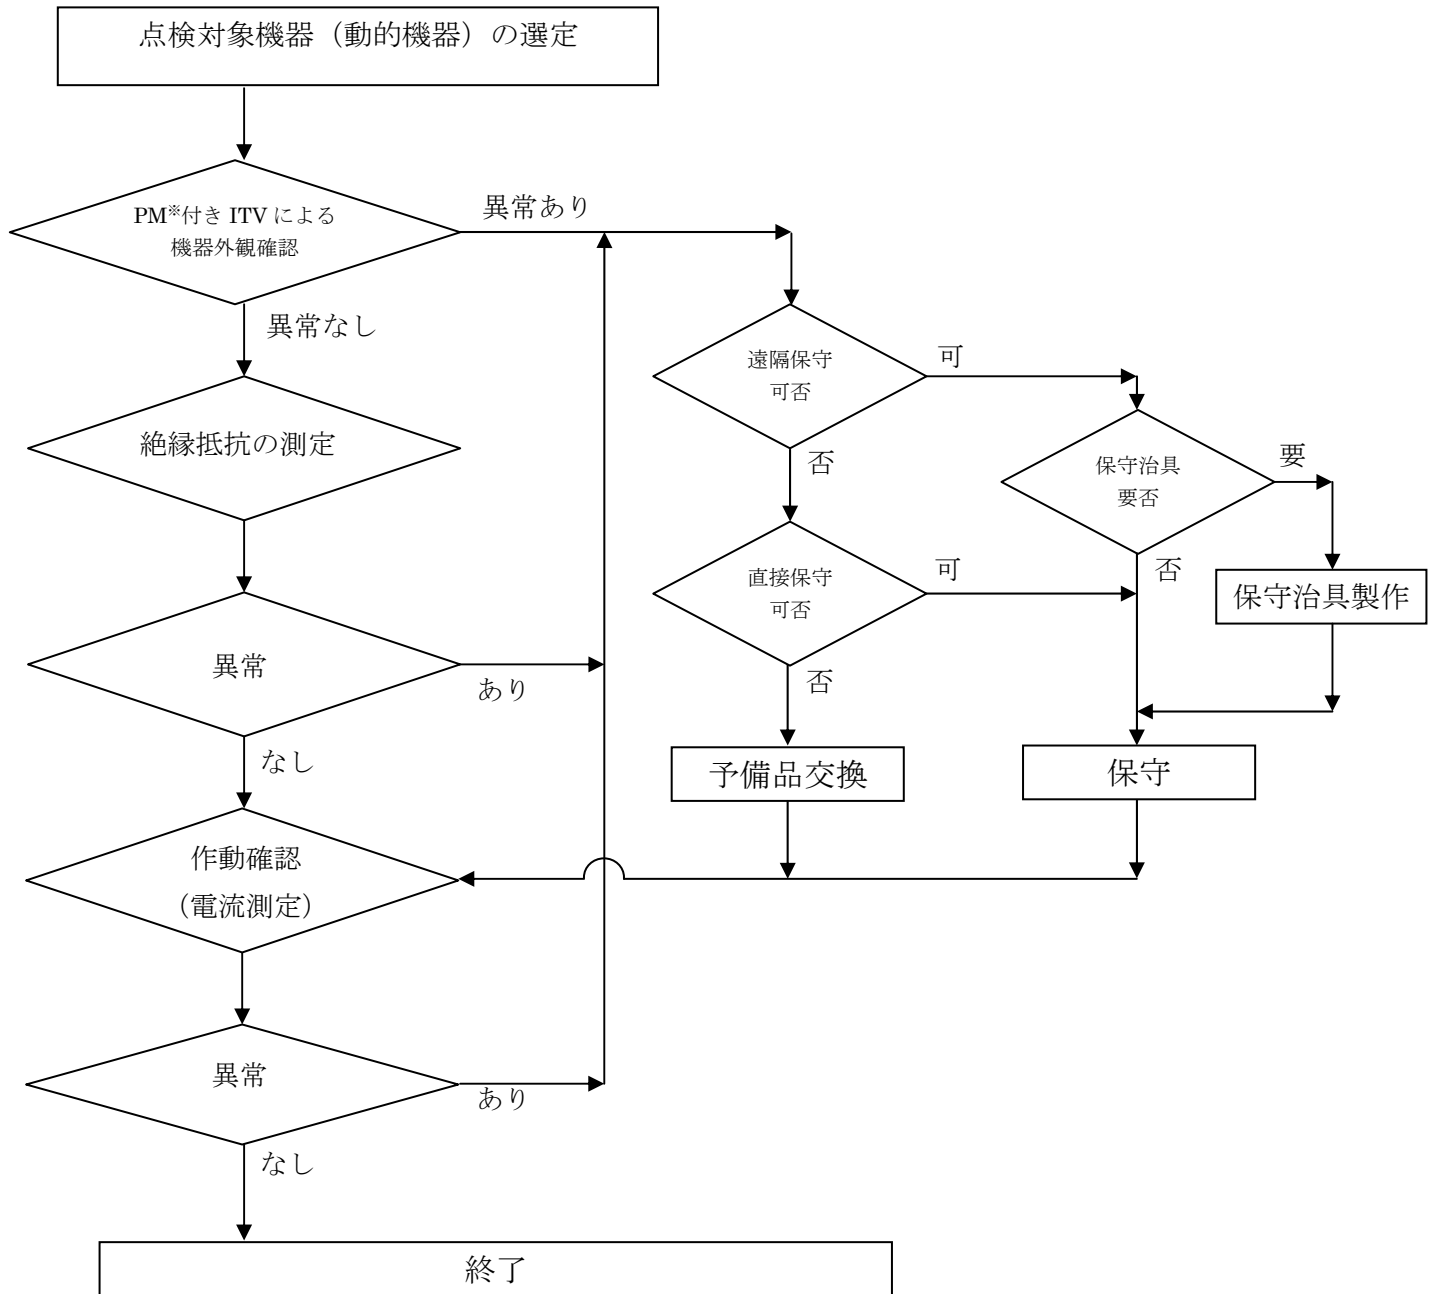 点検対象機器（動的機器）の選定
PM※付き ITV による
機器外観確認
異常あり
異常なし
遠隔保守
可否
可
否
絶縁抵抗の測定
保守治具
要否
要
否
直接保守
可否
可
否
保守治具製作
異常
あり
なし
予備品交換
保守
作動確認
（電流測定）
異常
あり
なし
終了